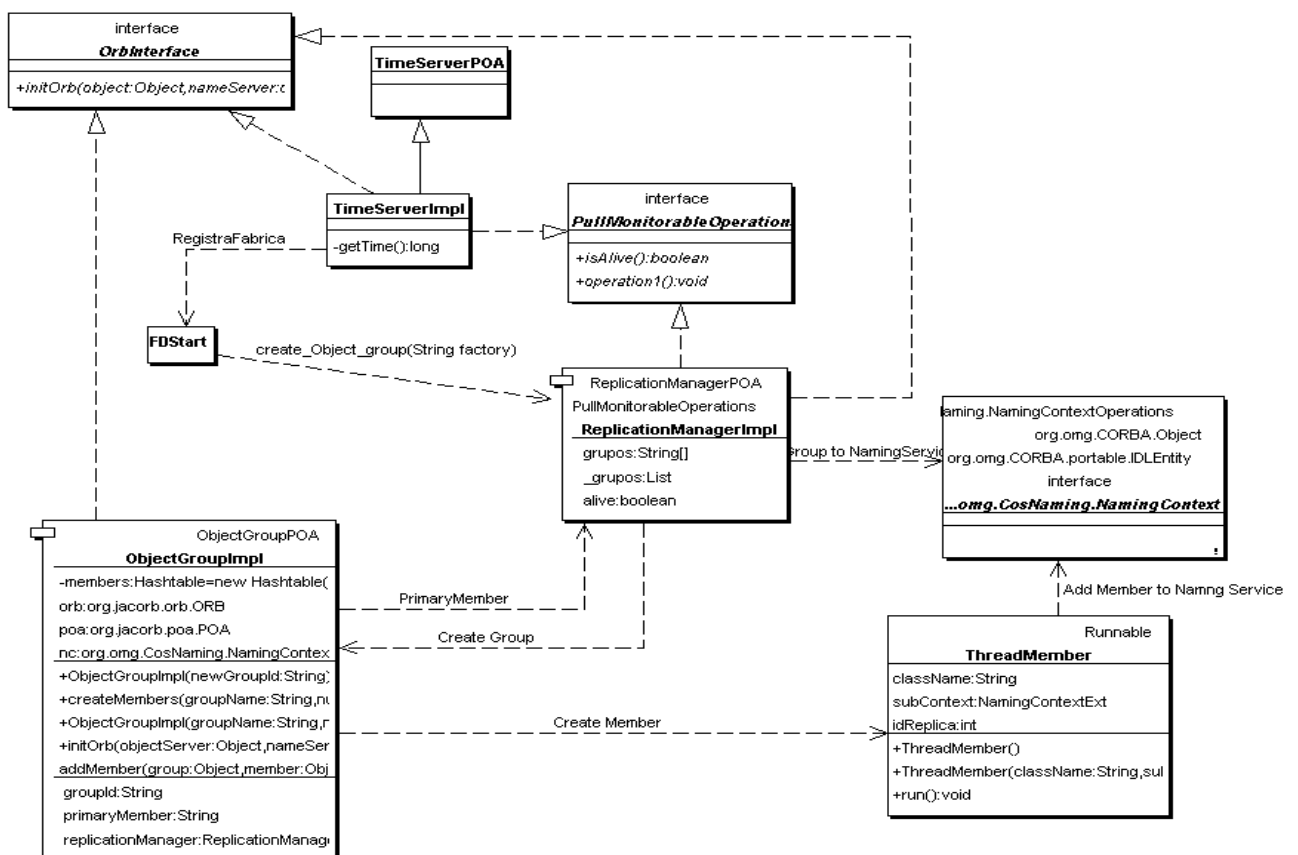 interface
OrbInterface
+initOrb(object:Object,nameServer:
TimeServerPOA
TimeServerImpl
-getTime():long
interface
PullMonitorableOperation
+isAlive():boolean
+operation1():void
RegistraFabrica
FDStart
create_Object_group(String factory)
ReplicationManagerPOA
PullMonitorableOperations
ReplicationManagerImpl
grupos:String[]
_grupos:List
alive:boolean
Group to NamingServic
laming.NamingContextOperations
org.omg.CORBA.Object
org.omg.CORBA.portable.IDLEntity
interface
...omg.CosNaming.NamingContext
ObjectGroupPOA
ObjectGroupImpl
-members:Hashtable=new Hashtable(
orb:org.jacorb.orb.ORB
poa:org.jacorb.poa.POA
nc:org.omg.CosNaming.NamingContex
+ObjectGroupImpl(newGroupId:String)
+createMembers(groupName:String,nu
+ObjectGroupImpl(groupName:String,r
+initOrb(objectServer:Object,nameSer
addMember(group:Object,member:Obj
groupId:String
primaryMember:String
replicationManager:ReplicationManage
PrimaryMember
Create Group
Create Member
Add Member to Namng Service
Runnable
ThreadMember
className:String
subContext:NamingContextExt
idReplica:int
+ThreadMember()
+ThreadMember(className:String,sul
+run():void